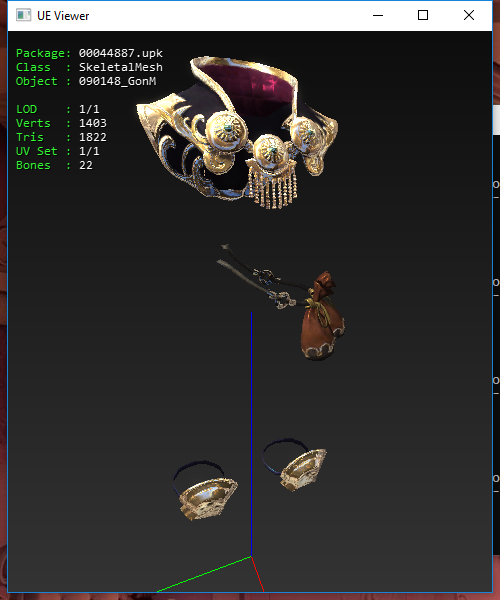 UE Viewer
Package: 00044887.upk
Class  : SkeletalMesh
Object : 090148_GonM
LOD    : 1/1
Verts  : 1403
Tris   : 1822
UV Set : 1/1
Bones  : 22